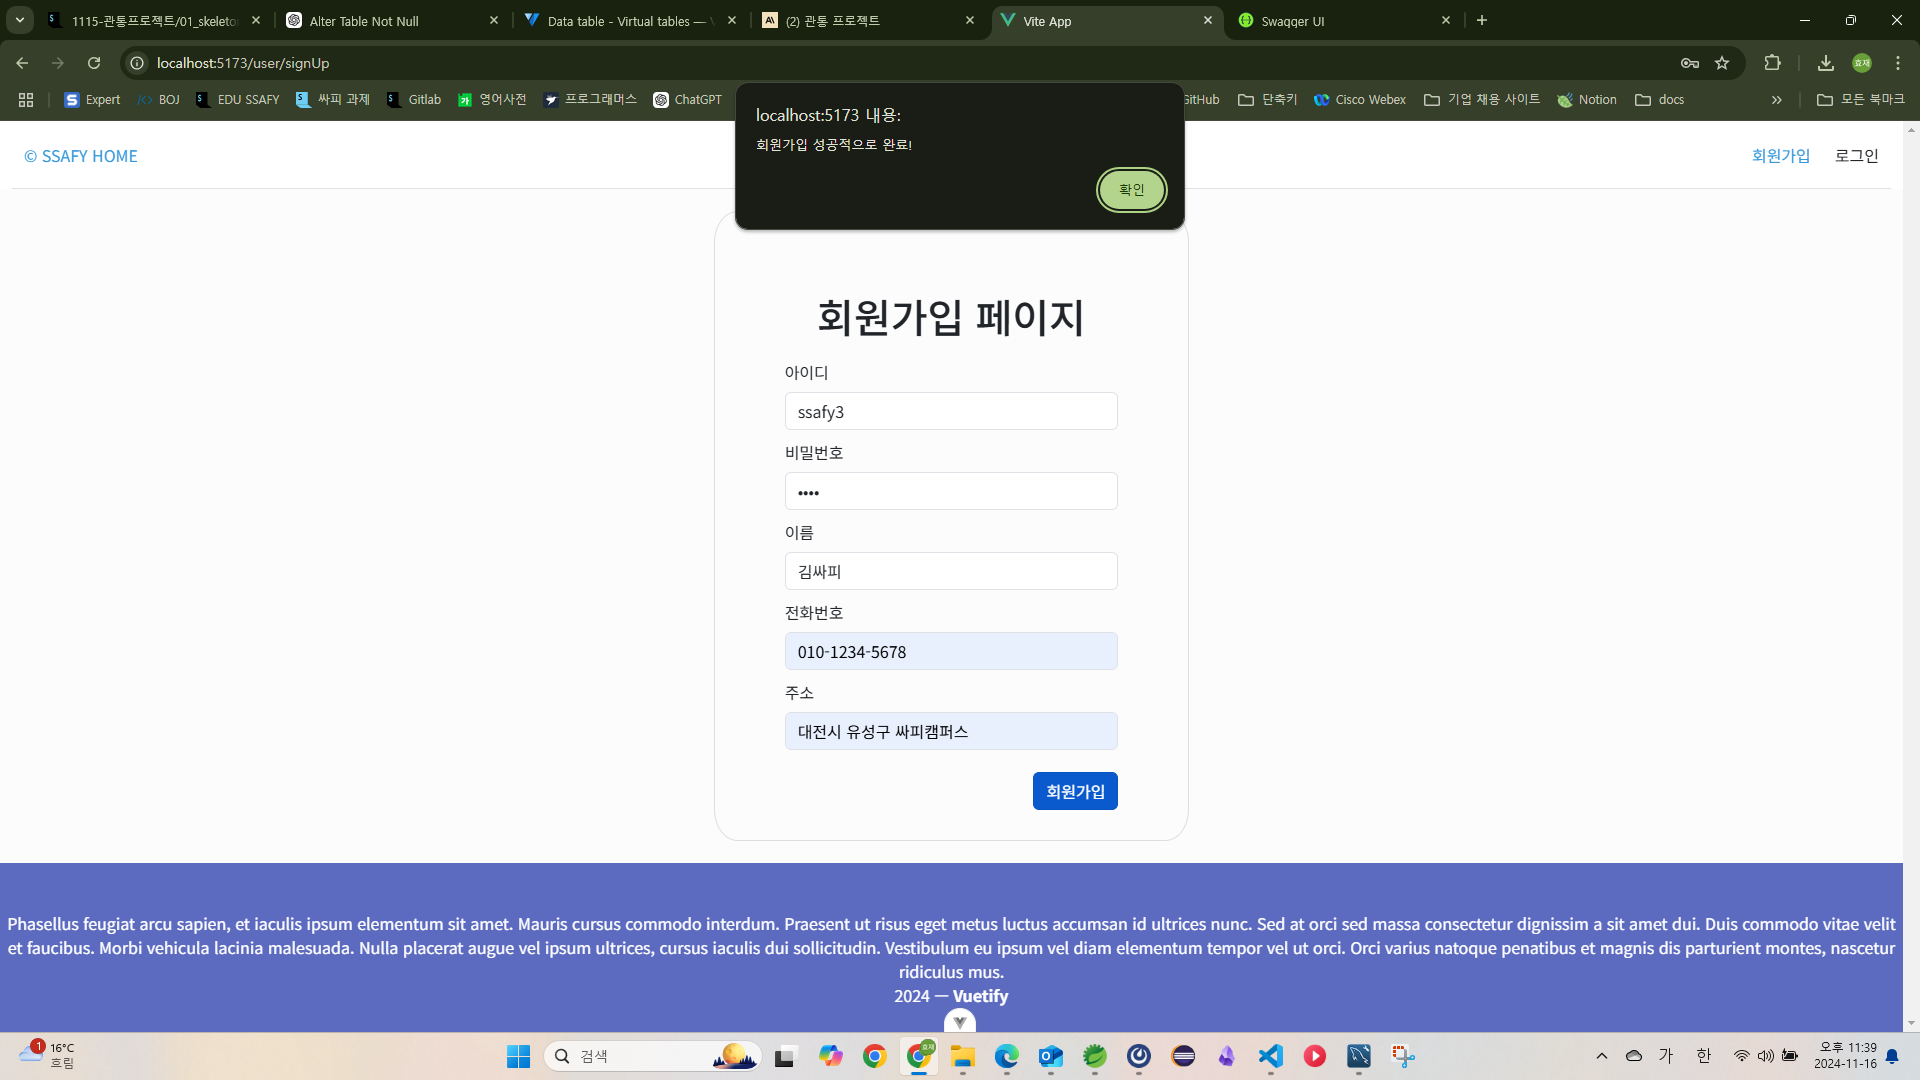 1115-관통프로젝트/01_skeleto
Alter Table Not Null
Data table - Virtual tables — V
(2) 관통 프로젝트
Vite App
Swagger UI
localhost:5173/user/signUp
효재
Expert
BOJ
EDU SSAFY
싸피 과제
Gitlab
영어사전
프로그래머스
ChatGPT
GitHub
단축키
Cisco Webex
기업 채용 사이트
Notion
docs
모든 북마크
localhost:5173 내용:
회원가입 성공적으로 완료!
확인
© SSAFY HOME
회원가입
로그인
회원가입 페이지
아이디
ssafy3
비밀번호
••••
이름
김싸피
전화번호
010-1234-5678
주소
대전시 유성구 싸피캠퍼스
회원가입
Phasellus feugiat arcu sapien, et iaculis ipsum elementum sit amet. Mauris cursus commodo interdum. Praesent ut risus eget metus luctus accumsan id ultrices nunc. Sed at orci sed massa consectetur dignissim a sit amet dui. Duis commodo vitae velit
et faucibus. Morbi vehicula lacinia malesuada. Nulla placerat augue vel ipsum ultrices, cursus iaculis dui sollicitudin. Vestibulum eu ipsum vel diam elementum tempor vel ut orci. Orci varius natoque penatibus et magnis dis parturient montes, nascetur
ridiculus mus.
2024 — Vuetify
1
16°C
흐림
검색
효재
가
한
오후 11:39
2024-11-16